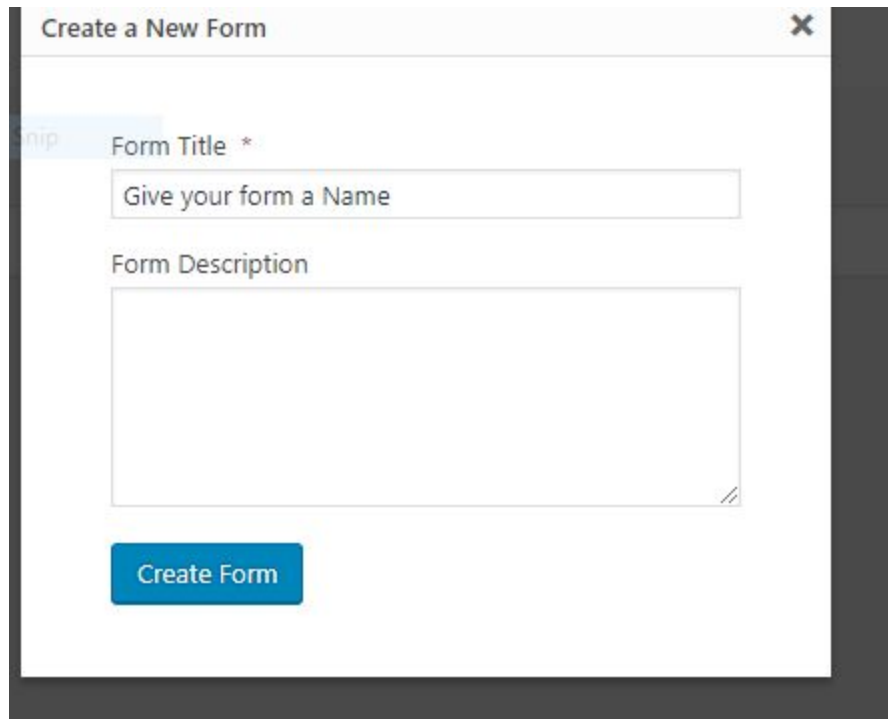 Create a New Form
Snip
Form Title *
Give your form a Name
Form Description
Create Form